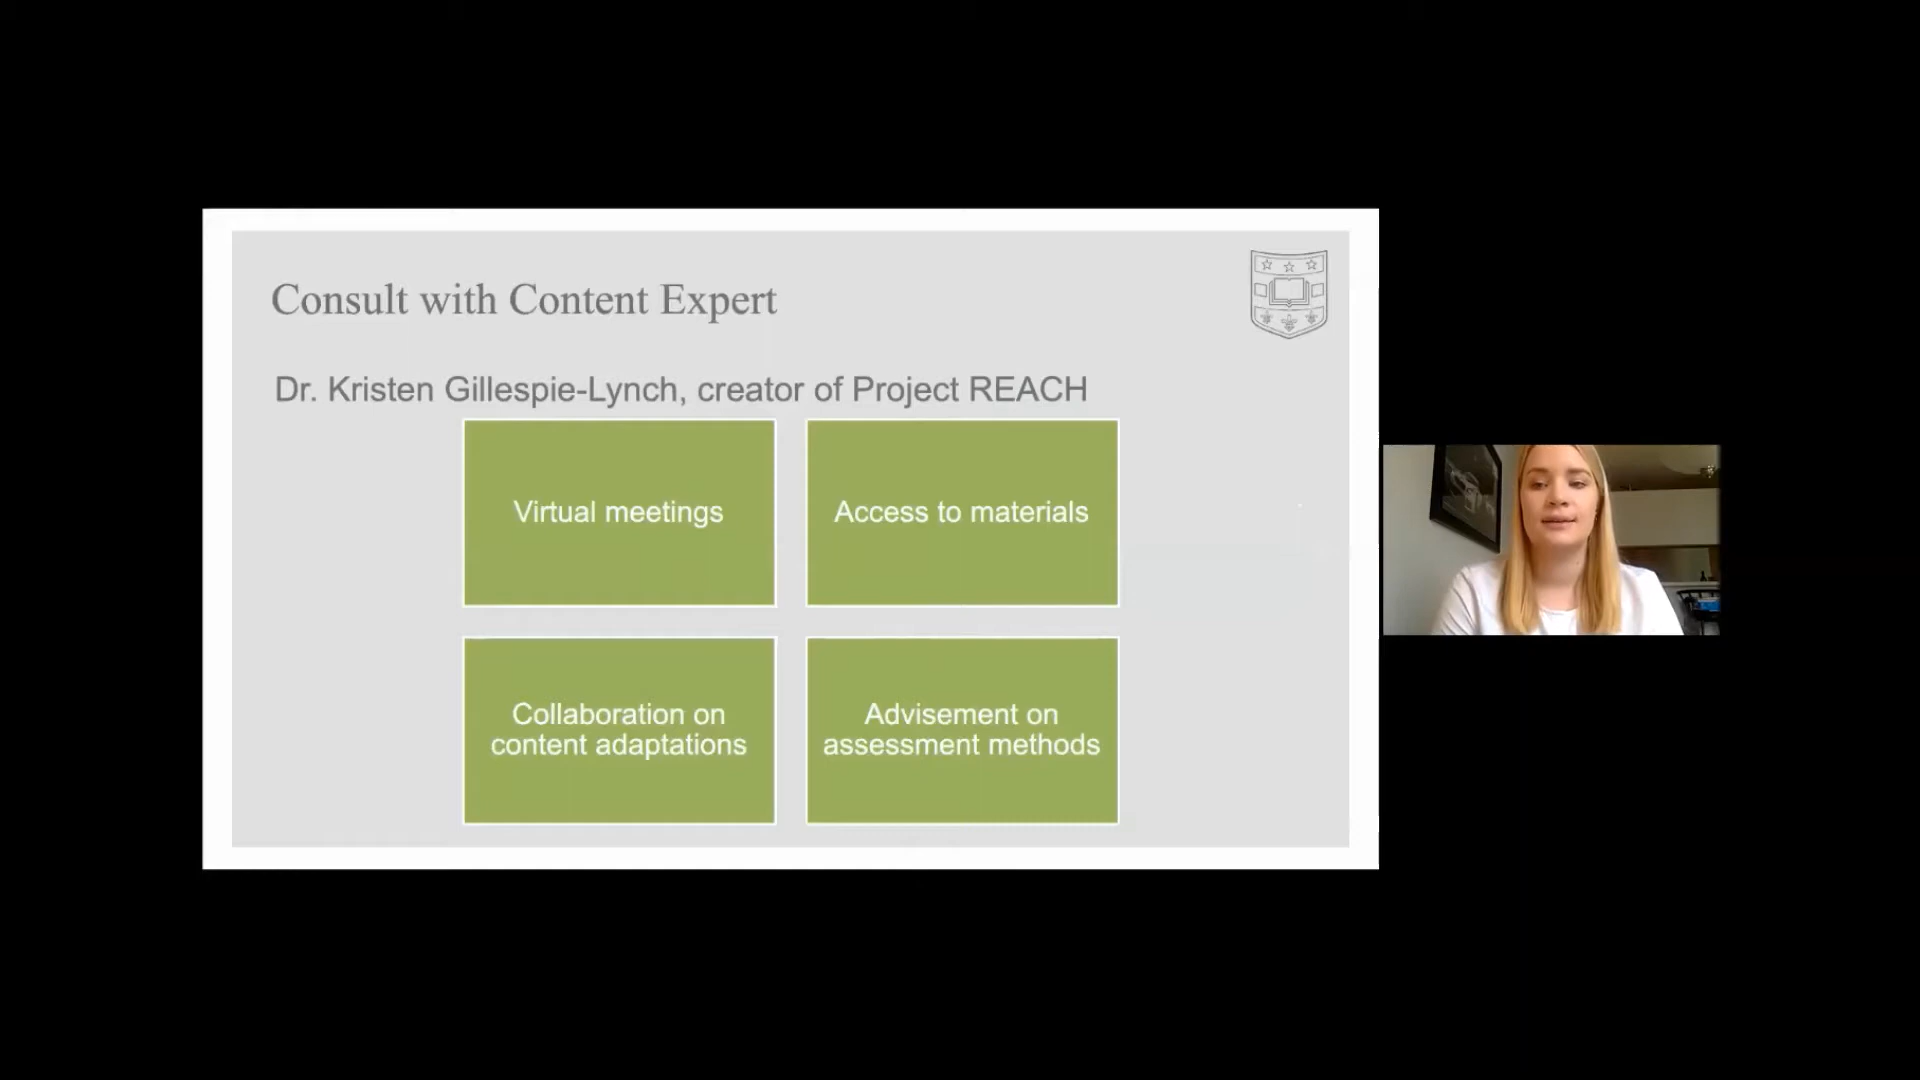 Consult with Content Expert
Dr. Kristen Gillespie-Lynch, creator of Project REACH
Virtual meetings
Access to materials
Collaboration on
content adaptations
Advisement on
assessment methods